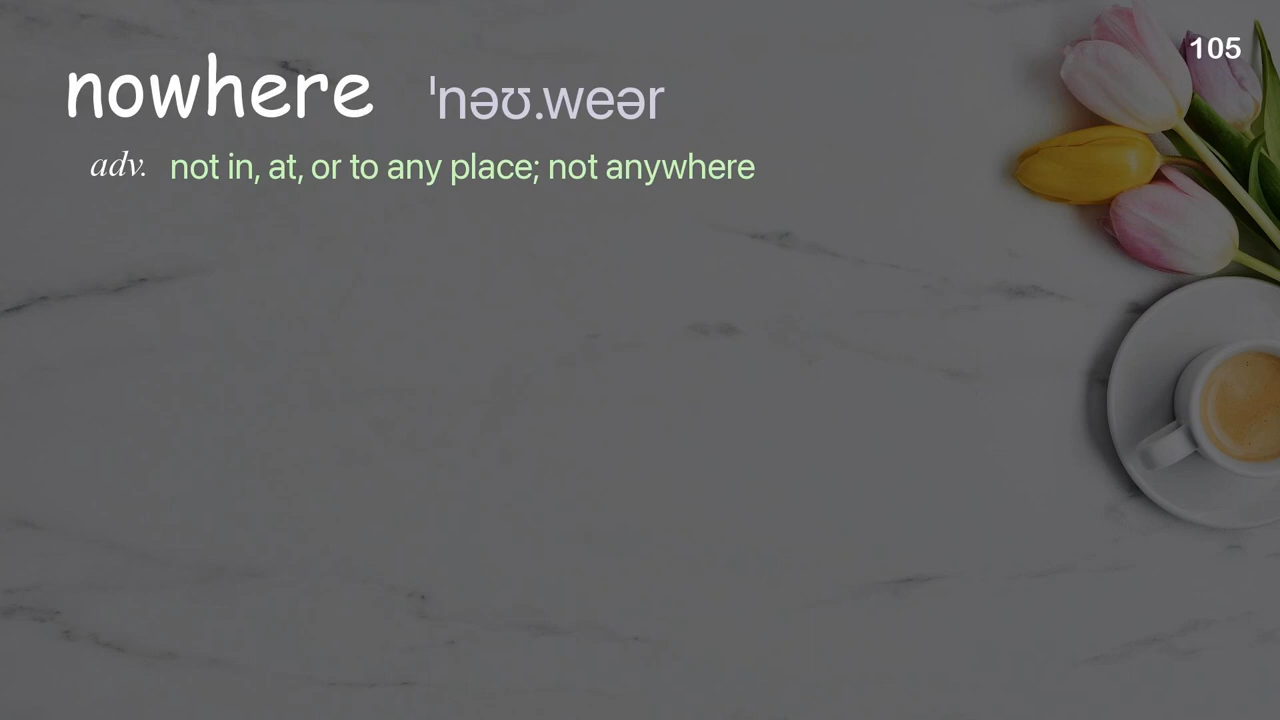 105
nowhere ˈnəʊ.weər
adv. not in, at, or to any place; not anywhere